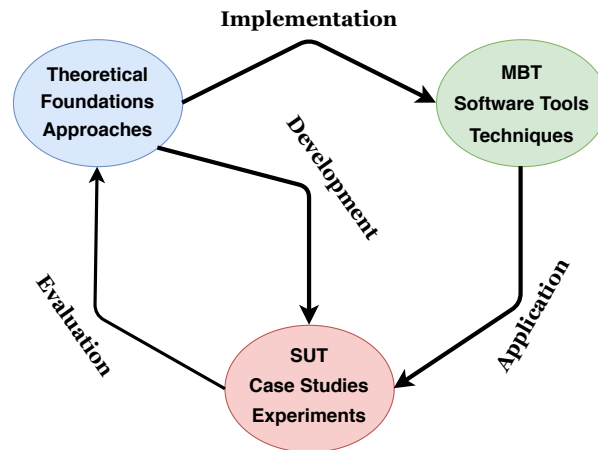 Implementation
Theoretical
Foundations
Approaches
MBT
Software Tools
Techniques
Development
Evaluation
Application
SUT
Case Studies
Experiments